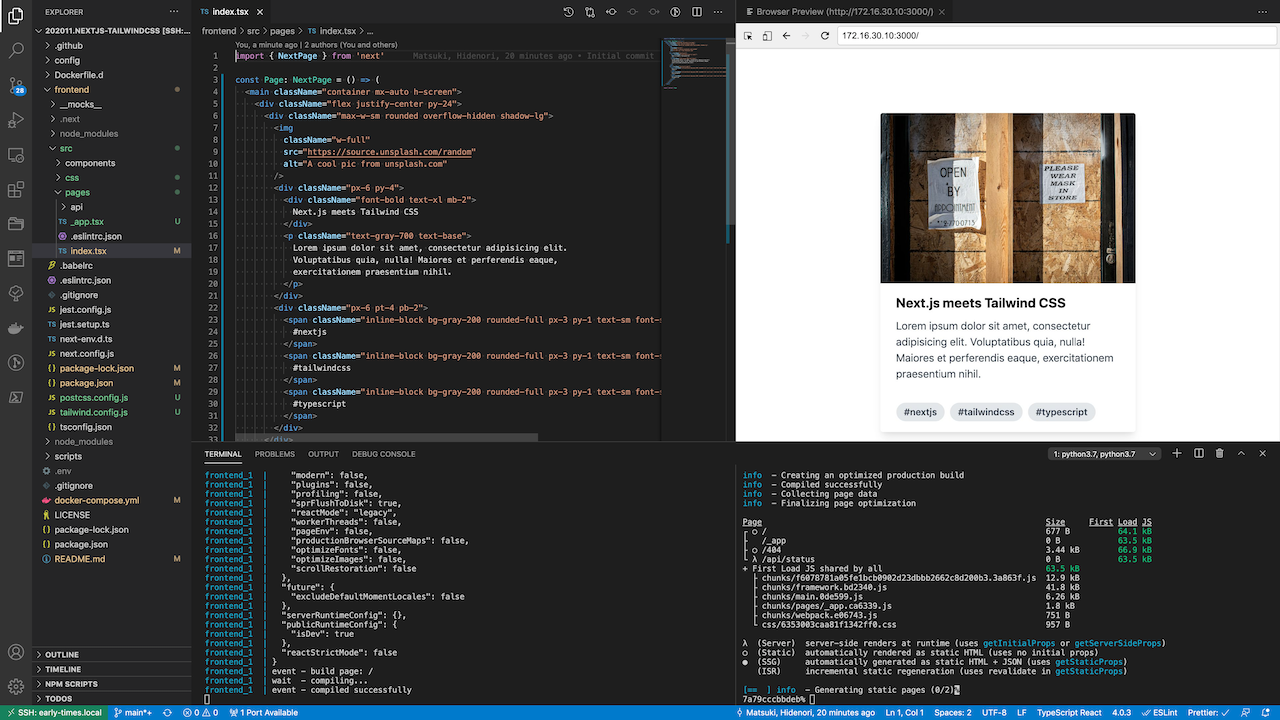 EXPLORER
202011.NEXTJS-TAILWINDCSS [SSH:...
.github
.config
Dockerfile.d
frontend
__mocks__
.next
node_modules
src
components
css
pages
api
TS _app.tsx U
.eslintrc.json
TS index.tsx M
.babelrc
.eslintrc.json
.gitignore
JS jest.config.js
JS jest.setup.ts
TS next-env.d.ts
JS next.config.js
{} package-lock.json M
{} package.json M
JS postcss.config.js U
JS tailwind.config.js U
{} tsconfig.json
node_modules
scripts
.env
.gitignore
docker-compose.yml M
LICENSE
{} package-lock.json
{} package.json
README.md M
OUTLINE
TIMELINE
NPM SCRIPTS
TODOS
28
TS index.tsx
frontend > src > pages > TS index.tsx > ...
You, a minute ago | 2 authors (You and others)
1 import { NextPage } from 'next' Matsuki, Hidenori, 20 minutes ago • Initial commit
2
3 const Page: NextPage = () => (
4 <main className="container mx-auto h-screen">
5 <div className="flex justify-center py-24">
6 <div className="max-w-sm rounded overflow-hidden shadow-lg">
7 <img
8 className="w-full"
9 src="https://source.unsplash.com/random"
10 alt="A cool pic from unsplash.com"
11 />
12 <div className="px-6 py-4">
13 <div className="font-bold text-xl mb-2">
14 Next.js meets Tailwind CSS
15 </div>
16 <p className="text-gray-700 text-base">
17 Lorem ipsum dolor sit amet, consectetur adipisicing elit.
18 Voluptatibus quia, nulla! Maiores et perferendis eaque,
19 exercitationem praesentium nihil.
20 </p>
21 </div>
22 <div className="px-6 pt-4 pb-2">
23 <span className="inline-block bg-gray-200 rounded-full px-3 py-1 text-sm font-s
24 #nextjs
25 </span>
26 <span className="inline-block bg-gray-200 rounded-full px-3 py-1 text-sm font-s
27 #tailwindcss
28 </span>
29 <span className="inline-block bg-gray-200 rounded-full px-3 py-1 text-sm font-s
30 #typescript
31 </span>
32 </div>
33 </div>
Browser Preview (http://172.16.30.10:3000/)
172.16.30.10:3000/
OPEN
BY
APPOINTMENT
PLEASE
WEAR
MASK
IN
STORE
Next.js meets Tailwind CSS
Lorem ipsum dolor sit amet, consectetur
adipisicing elit. Voluptatibus quia, nulla!
Maiores et perferendis eaque, exercitationem
praesentium nihil.
#nextjs #tailwindcss #typescript
TERMINAL PROBLEMS OUTPUT DEBUG CONSOLE
1: python3.7, python3.7
frontend_1 | "modern": false,
frontend_1 | "plugins": false,
frontend_1 | "profiling": false,
frontend_1 | "sprFlushToDisk": true,
frontend_1 | "reactMode": "legacy",
frontend_1 | "workerThreads": false,
frontend_1 | "pageEnv": false,
frontend_1 | "productionBrowserSourceMaps": false,
frontend_1 | "optimizeFonts": false,
frontend_1 | "optimizeImages": false,
frontend_1 | "scrollRestoration": false
frontend_1 | },
frontend_1 | "future": {
frontend_1 | "excludeDefaultMomentLocales": false
frontend_1 | },
frontend_1 | "serverRuntimeConfig": {},
frontend_1 | "publicRuntimeConfig": {
frontend_1 | "isDev": true
frontend_1 | },
frontend_1 | "reactStrictMode": false
frontend_1 | }
frontend_1 | event - build page: /
frontend_1 | wait - compiling...
frontend_1 | event - compiled successfully
info - Creating an optimized production build
info - Compiled successfully
info - Collecting page data
info - Finalizing page optimization
Page Size First Load JS
┌ ○ / 677 B 64.1 kB
├ /_app 0 B 63.5 kB
├ ○ /404 3.44 kB 66.9 kB
└ λ /api/status 0 B 63.5 kB
+ First Load JS shared by all 63.5 kB
├ chunks/f6078781a05fe1bcb0902d23dbbb2662c8d200b3.3a863f.js 12.9 kB
├ chunks/framework.bd2340.js 41.8 kB
├ chunks/main.0de599.js 6.26 kB
├ chunks/pages/_app.ca6339.js 1.8 kB
├ chunks/webpack.e06743.js 751 B
└ css/6353003caa81f1342ff0.css 957 B
λ (Server) server-side renders at runtime (uses getInitialProps or getServerSideProps)
○ (Static) automatically rendered as static HTML (uses no initial props)
● (SSG) automatically generated as static HTML + JSON (uses getStaticProps)
(ISR) incremental static regeneration (uses revalidate in getStaticProps)
[== ] info - Generating static pages (0/2)%
7a79cccbbdeb%
SSH: early-times.local main*+ 0 0 1 Port Available
Matsuki, Hidenori, 20 minutes ago Ln 1, Col 1 Spaces: 2 UTF-8 LF TypeScript React 4.0.3 ESLint Prettier: ✓